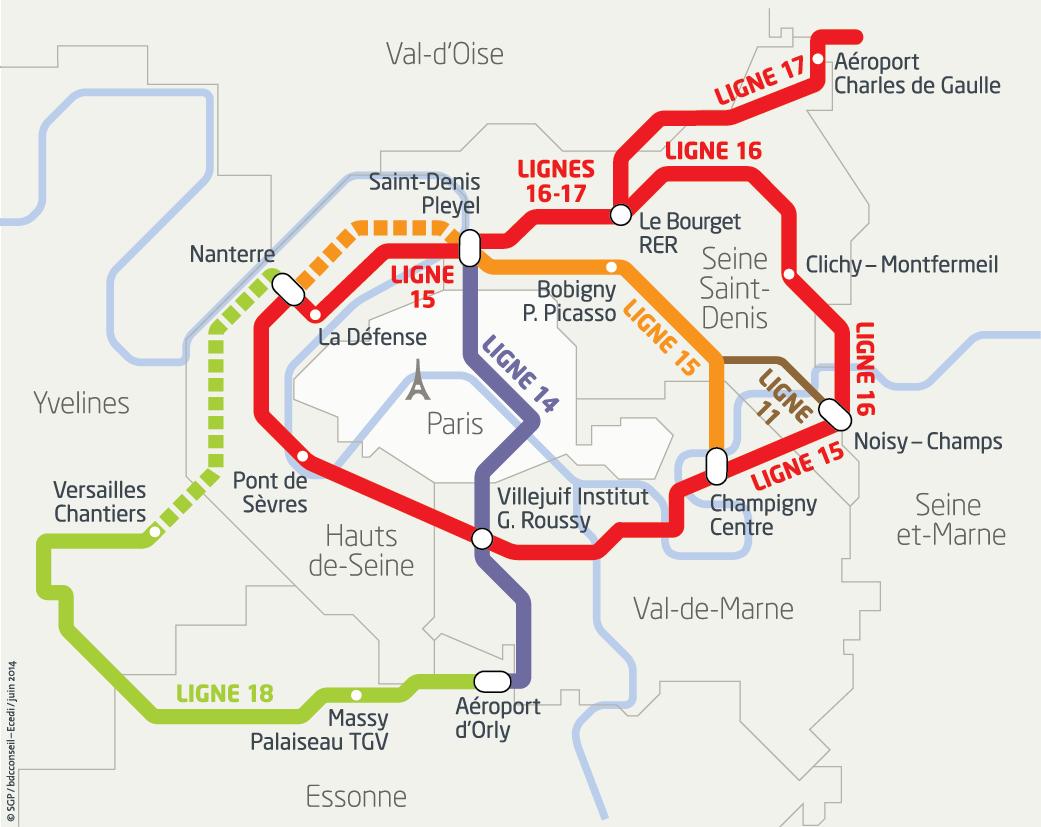 Val-d'Oise
LIGNE 17
Aéroport
Charles de Gaulle
LIGNES
16-17
LIGNE 16
Saint-Denis
Pleyel
Le Bourget
RER
Nanterre
Seine
Saint-
Denis
Clichy – Montfermeil
LIGNE
15
Bobigny
P. Picasso
La Défense
LIGNE 15
LIGNE 14
LIGNE 16
LIGNE
11
Yvelines
Paris
Noisy – Champs
LIGNE 15
Pont de
Sèvres
Versailles
Chantiers
Villejuif Institut
G. Roussy
Champigny
Centre
Seine
et-Marne
Hauts
de-Seine
Val-de-Marne
LIGNE 18
Massy
Palaiseau TGV
Aéroport
d'Orly
Essonne
© SGP / bdcconseil – Ecedi / juin 2014